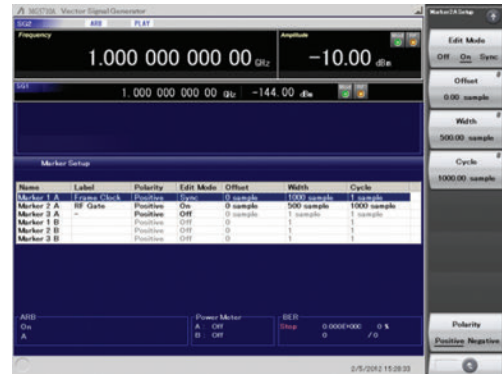 MG3710A Vector Signal Generator
SG2 ARB PLAY
Frequency
1.000 000 000 00 GHz
Amplitude
-10.00 dBm
SG1
1. 000 000 000 00 GHz -144. 00 dBm
Marker Setup
Name Label Polarity Edit Mode Offset Width Cycle
Marker 1 A Frame Clock Positive Sync 0 sample 1000 sample 1 sample
Marker 2 A RF Gate Positive On 0 sample 500 sample 1000 sample
Marker 3 A - Positive Off 0 sample 1 sample 1 sample
Marker 1 B Positive Off 0 1 1
Marker 2 B Positive Off 0 1 1
Marker 3 B Positive Off 0 1 1
ARB
On
A
Power Meter
A : Off
B : Off
BER
Stop 0.000E+000 0 %
0 / 0
2/5/2012 15:28:33
Marker2 A Setup
Edit Mode
Off On Sync
Offset
0.00 sample
Width
500.00 sample
Cycle
1000.00 sample
Polarity
Positive Negative